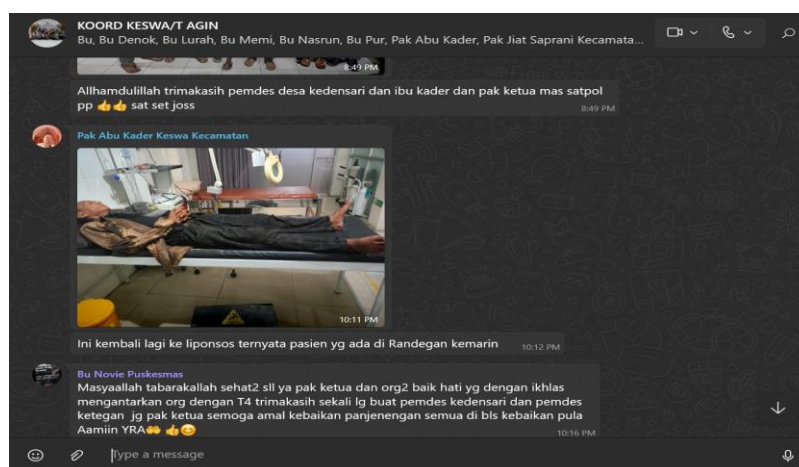 KOORD KESWA/T AGIN
Bu, Bu Denok, Bu Lurah, Bu Memi, Bu Nasrun, Bu Pur, Pak Abu Kader, Pak Jiat Saprani Kecamata...
8:49 PM
Allhamdulillah trimakasih pemdes desa kedensari dan ibu kader dan pak ketua mas satpol
pp 👍👍 sat set joss
8:49 PM
Pak Abu Kader Keswa Kecamatan
10:11 PM
Ini kembali lagi ke liponsos ternyata pasien yg ada di Randegan kemarin
10:12 PM
Bu Novie Puskesmas
Masyaallah tabarakallah sehat2 sll ya pak ketua dan org2 baik hati yg dengan ikhlas
mengantarkan org dengan T4 trimakasih sekali lg buat pemdes kedensari dan pemdes
ketegan jg pak ketua semoga amal kebaikan panjenengan semua di bls kebaikan pula
Aamiin YRA🤲👍😊
10:16 PM
Type a message